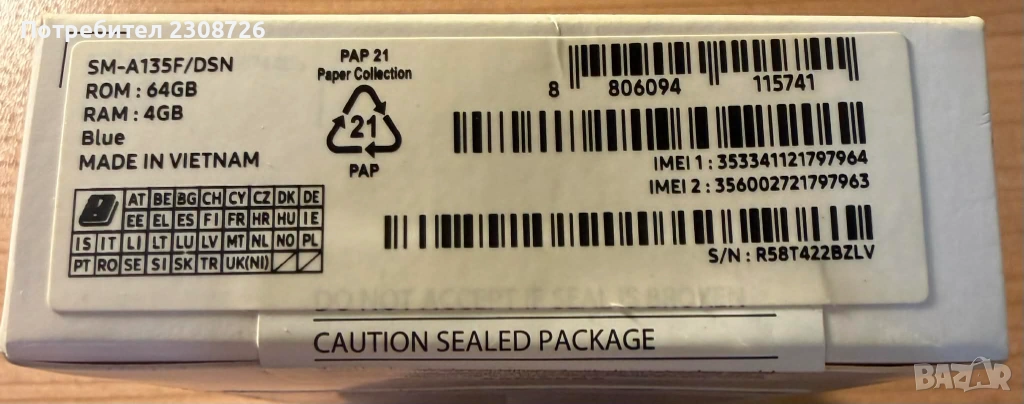 Потребител 2308726
SM-A135F/DSN
ROM : 64GB
RAM : 4GB
Blue
MADE IN VIETNAM
PAP 21
Paper Collection
21
PAP
8 806094 115741
IMEI 1 : 353341121797964
IMEI 2 : 356002721797963
S/N : R58T422BZLV
AT BE BG CH CY CZ DK DE
EE EL ES FI FR HR HU IE
IS IT LI LT LU LV MT NL NO PL
PT RO SE SI SK TR UK(NI)
DO NOT ACCEPT IF SEAL IS BROKEN
CAUTION SEALED PACKAGE
BAZAR